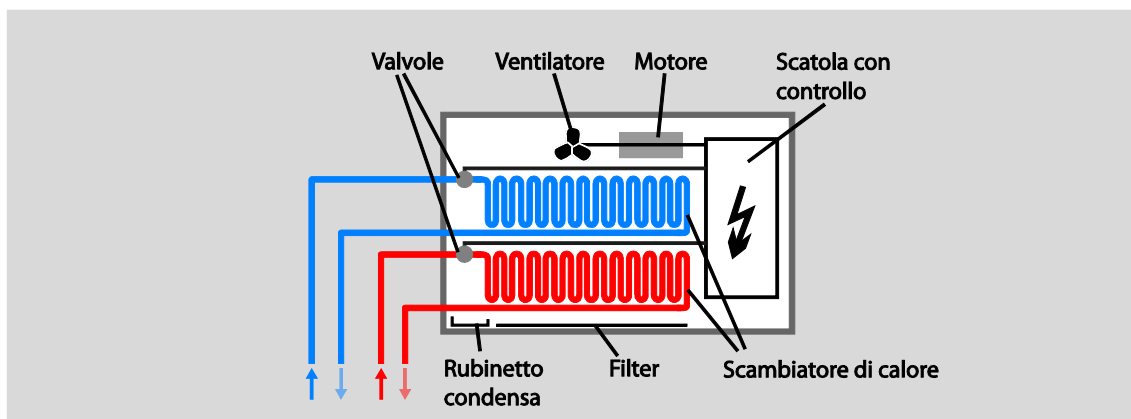 Valvole
Ventilatore
Motore
Scatola con
controllo
Rubinetto
condensa
Filter
Scambiatore di calore